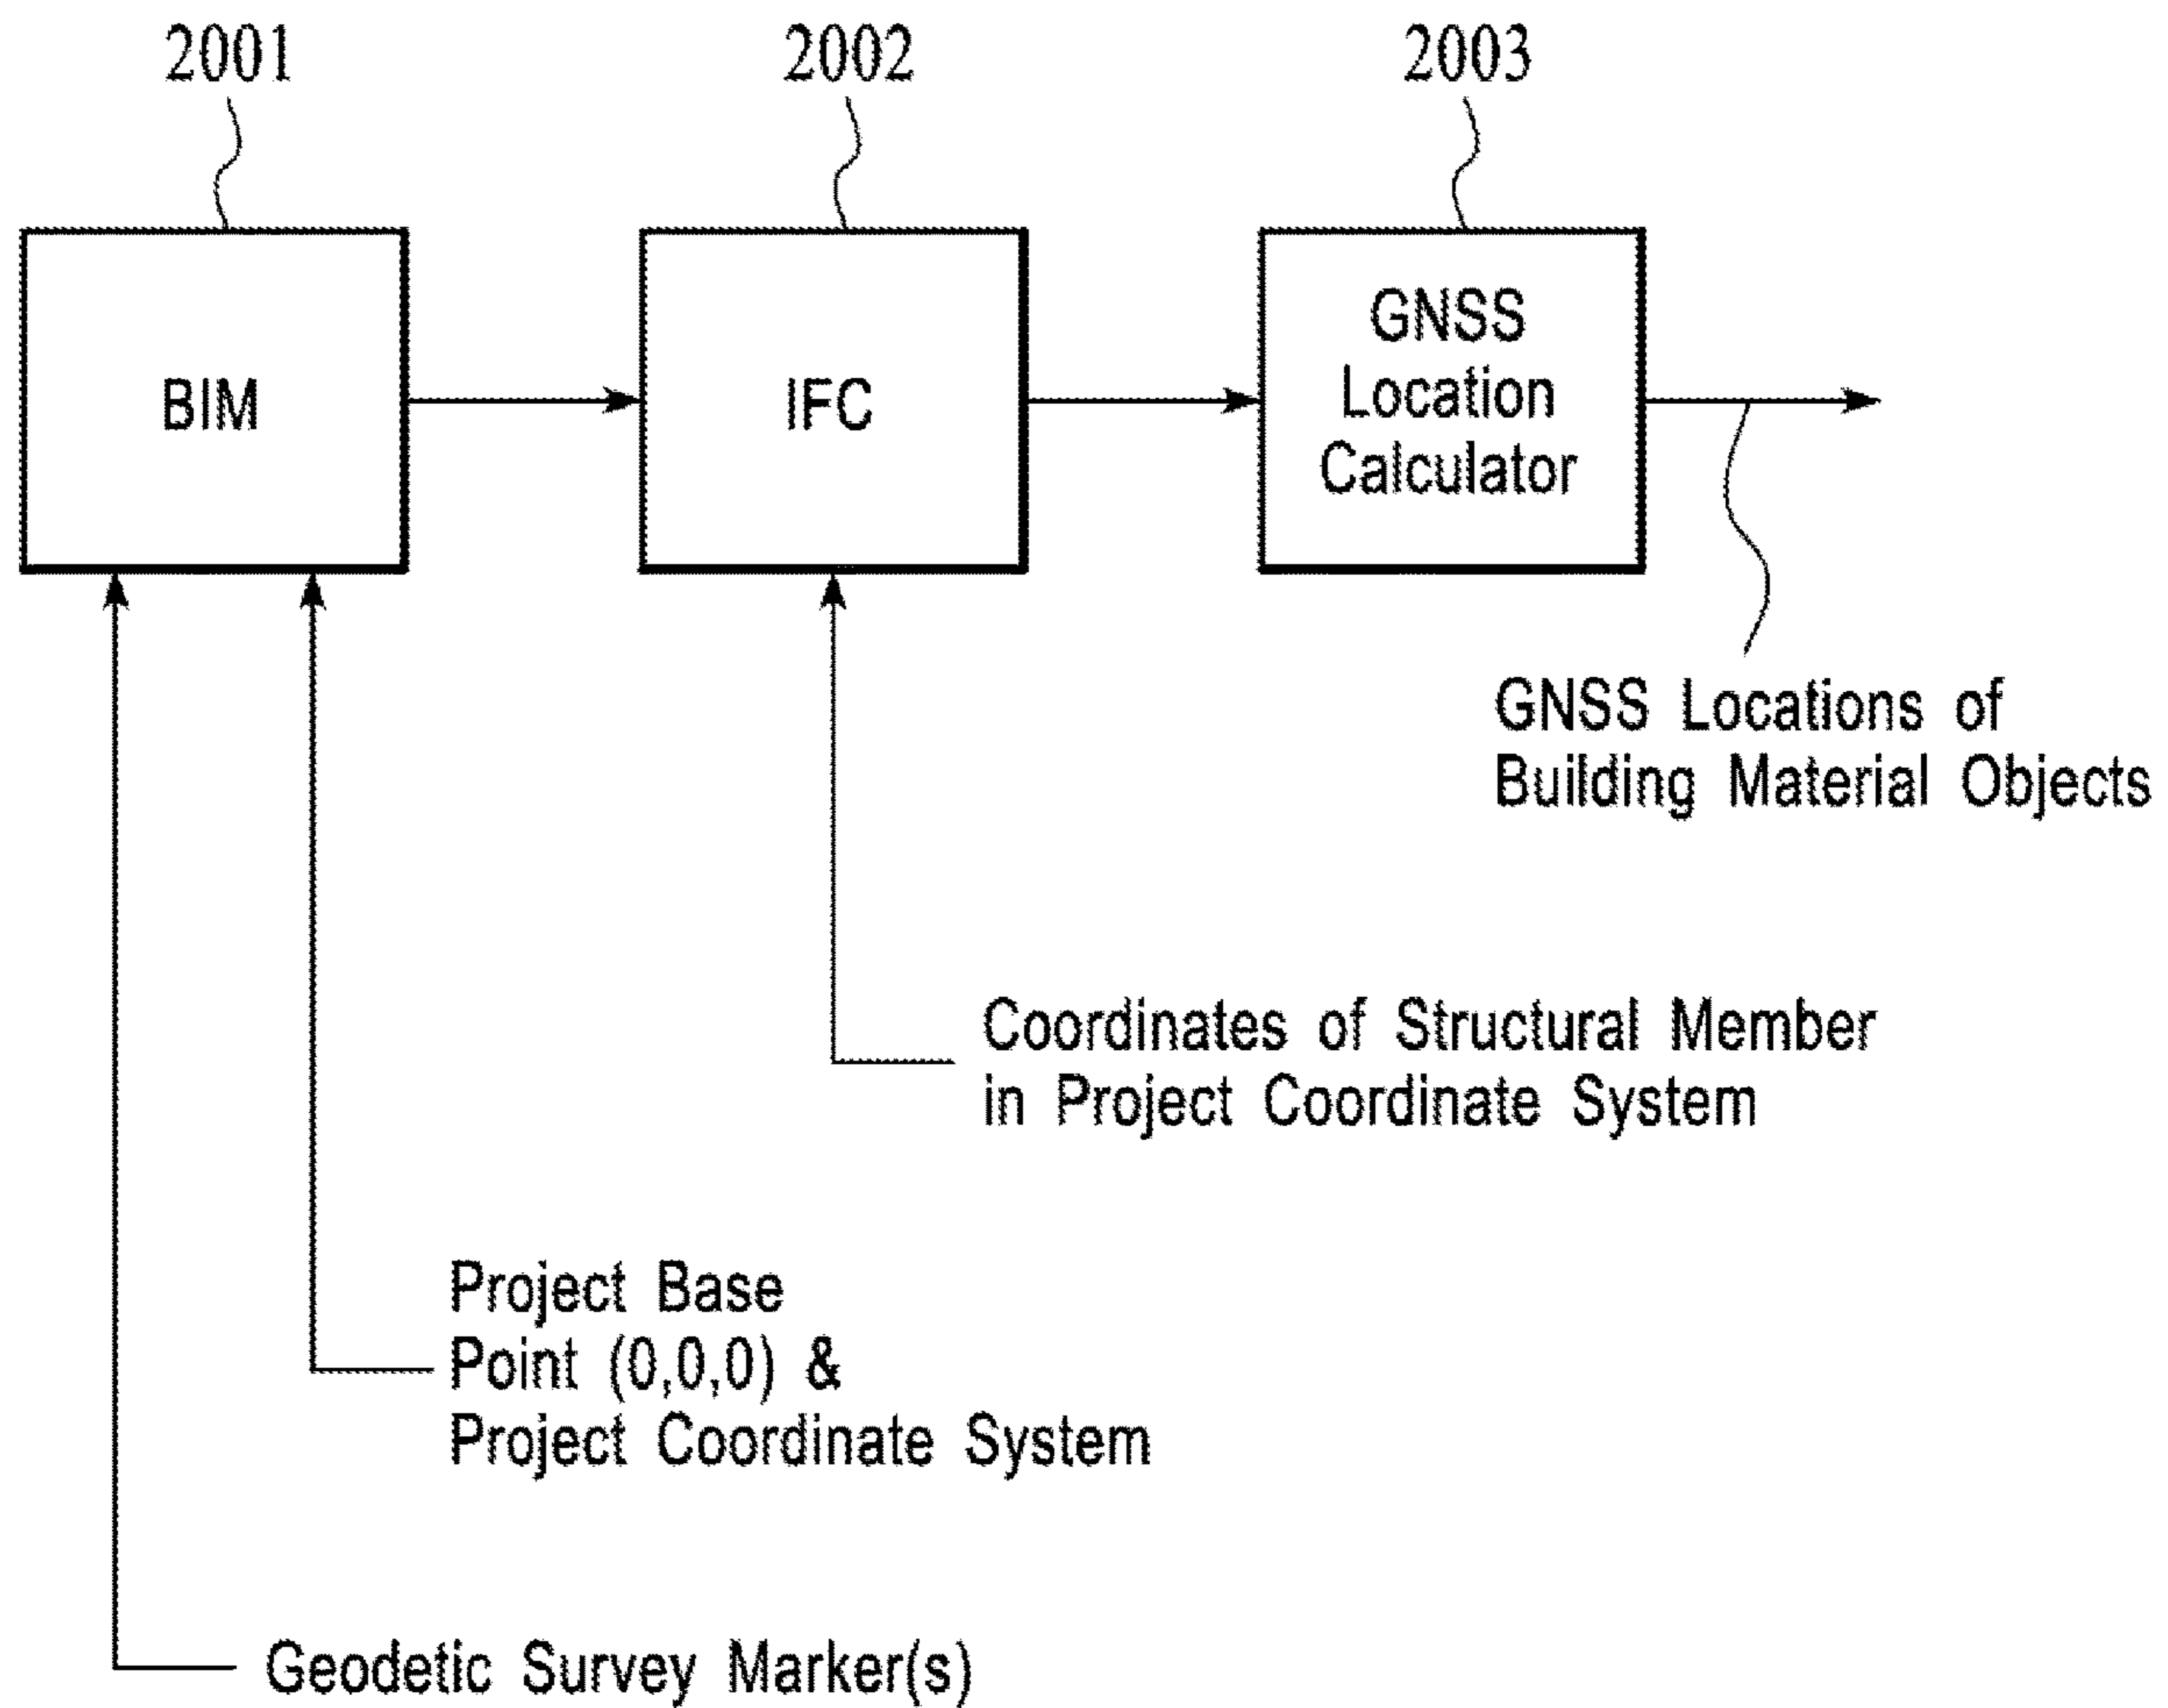 2001
2002
2003
BIM
IFC
GNSS
Location
Calculator
GNSS Locations of
Building Material Objects
Coordinates of Structural Member
in Project Coordinate System
Project Base
Point (0,0,0) &
Project Coordinate System
Geodetic Survey Marker(s)